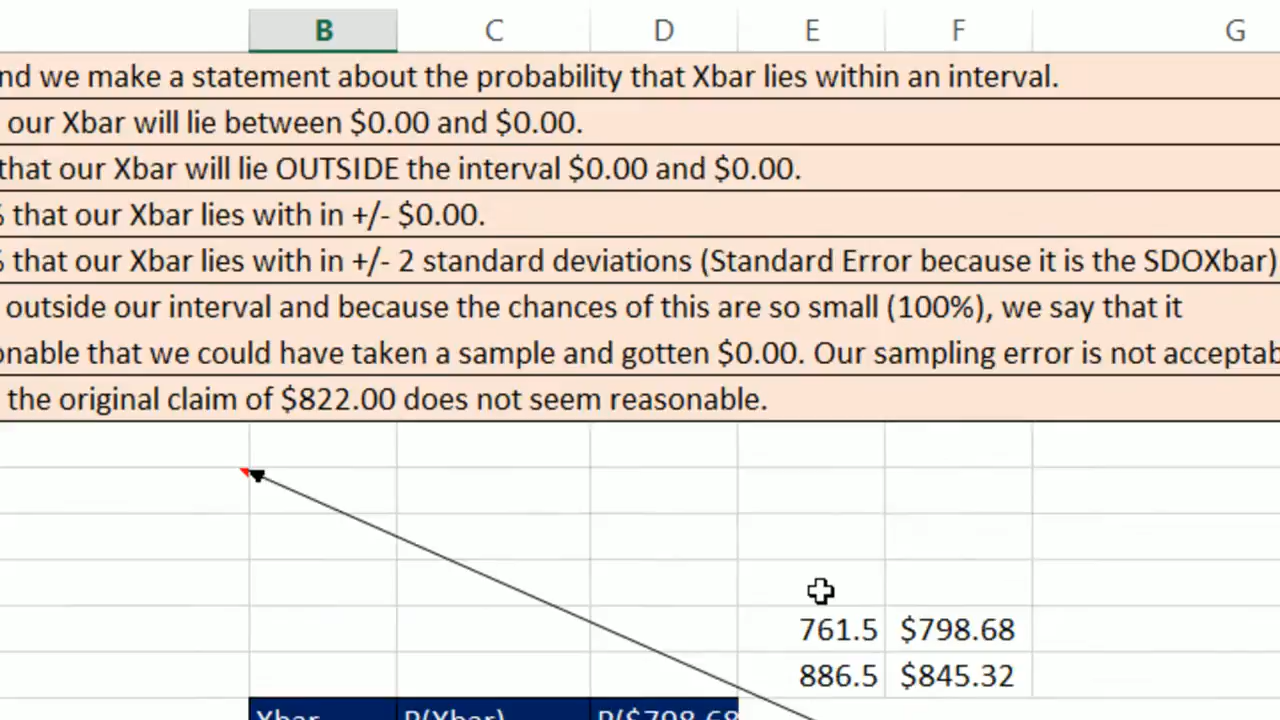 B C D E F G
nd we make a statement about the probability that Xbar lies within an interval.
our Xbar will lie between $0.00 and $0.00.
that our Xbar will lie OUTSIDE the interval $0.00 and $0.00.
% that our Xbar lies with in +/- $0.00.
% that our Xbar lies with in +/- 2 standard deviations (Standard Error because it is the SDOXbar)
outside our interval and because the chances of this are so small (100%), we say that it
onable that we could have taken a sample and gotten $0.00. Our sampling error is not acceptab
the original claim of $822.00 does not seem reasonable.
761.5 $798.68
886.5 $845.32
Xbar P(Xbar) P($798.68